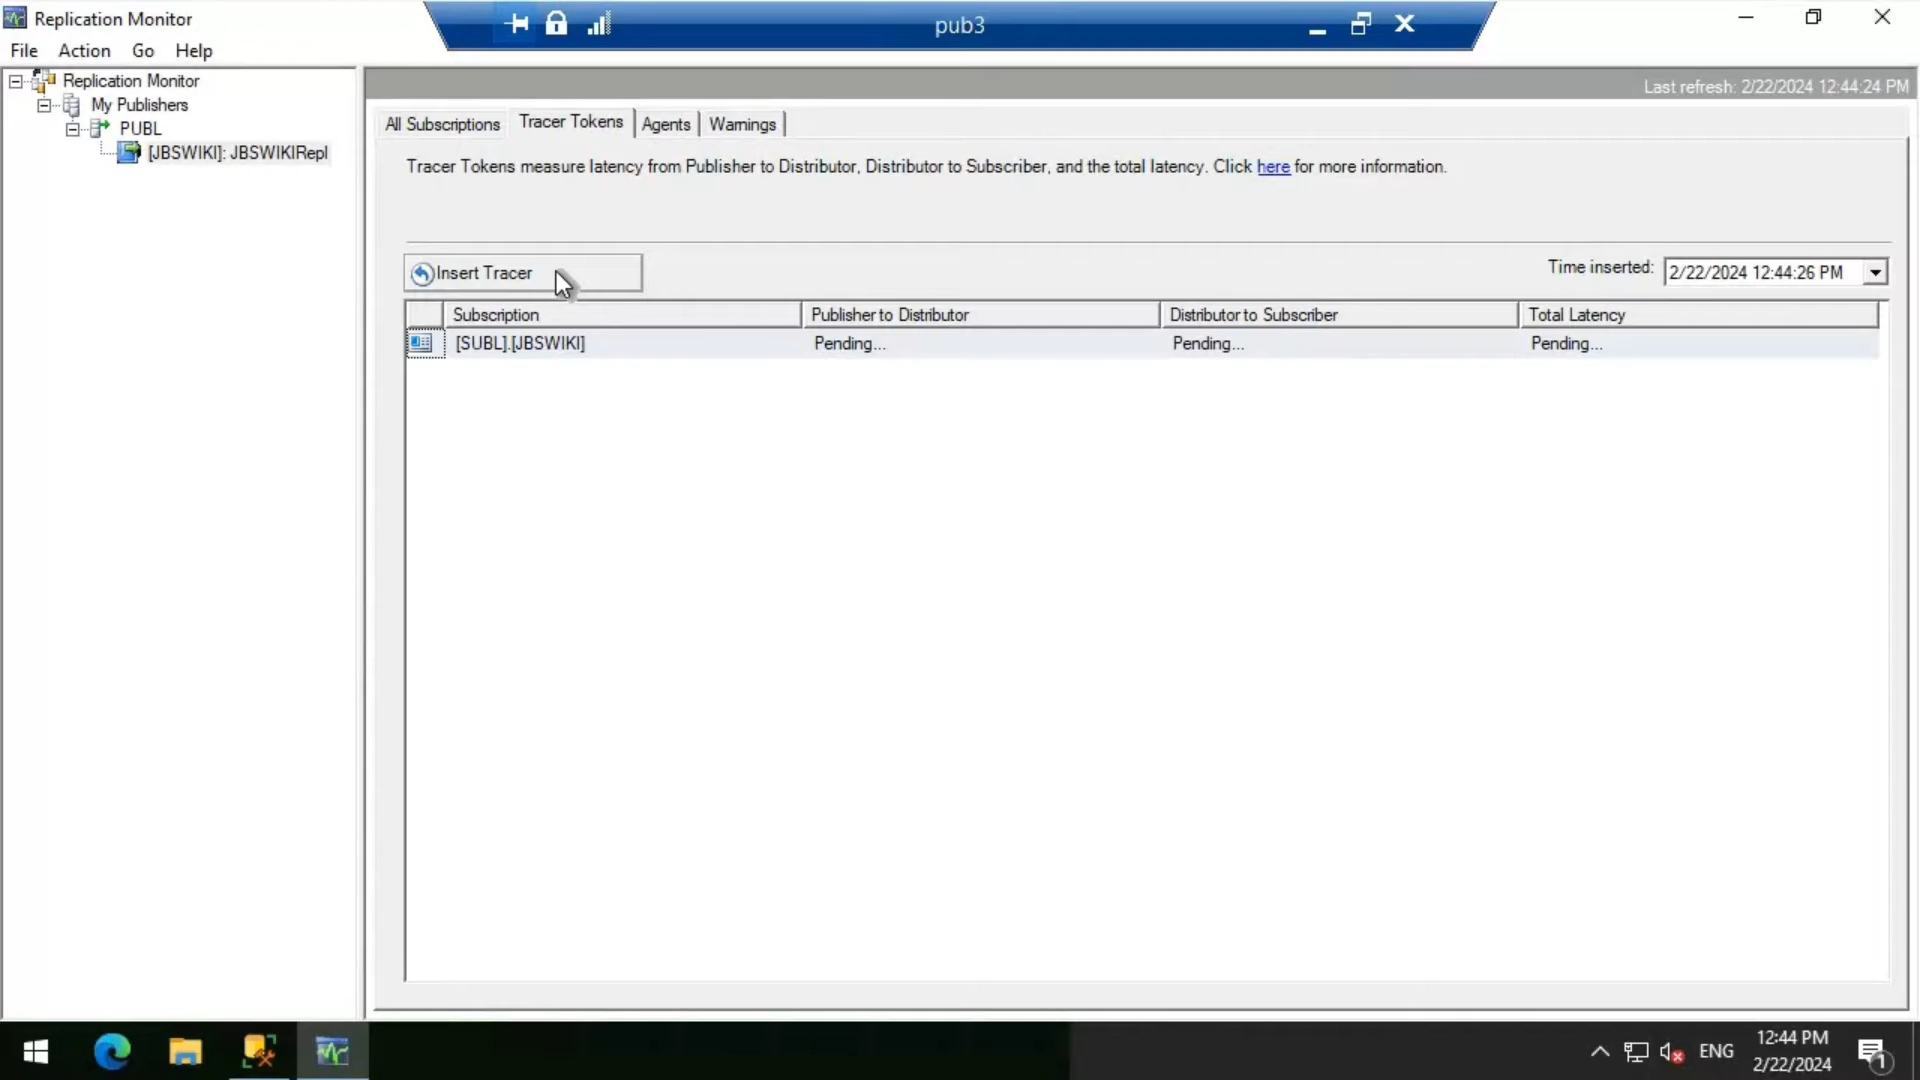 Replication Monitor
pub3
File Action Go Help
Replication Monitor
My Publishers
PUBL
[JBSWIKI]: JBSWIKIRepl
Last refresh: 2/22/2024 12:44:24 PM
All Subscriptions Tracer Tokens Agents Warnings
Tracer Tokens measure latency from Publisher to Distributor, Distributor to Subscriber, and the total latency. Click here for more information.
Insert Tracer
Time inserted: 2/22/2024 12:44:26 PM
Subscription Publisher to Distributor Distributor to Subscriber Total Latency
[SUBL].[JBSWIKI] Pending... Pending... Pending...
ENG
12:44 PM
2/22/2024
1